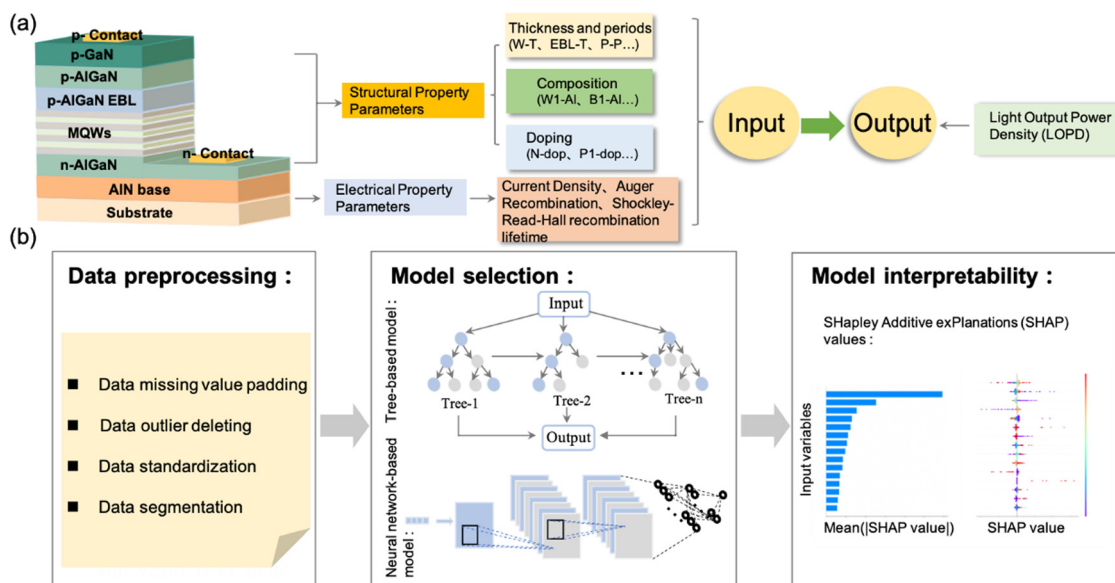 (a)
p- Contact
p-GaN
p-AlGaN
p-AlGaN EBL
MQWs
n- Contact
n-AlGaN
AlN base
Substrate
Structural Property
Parameters
Electrical Property
Parameters
Thickness and periods
(W-T、EBL-T、P-P…)
Composition
(W1-Al、B1-Al…)
Doping
(N-dop、P1-dop…)
Current Density、Auger
Recombination、Shockley-
Read-Hall recombination
lifetime
Input
Output
Light Output Power
Density (LOPD)
(b)
Data preprocessing :
■ Data missing value padding
■ Data outlier deleting
■ Data standardization
■ Data segmentation
Model selection :
Tree-based model :
Input
Tree-1
Tree-2
Tree-n
Output
Neural network-based
model :
Model interpretability :
SHapley Additive exPlanations (SHAP)
values :
Input variables
Mean(|SHAP value|)
SHAP value